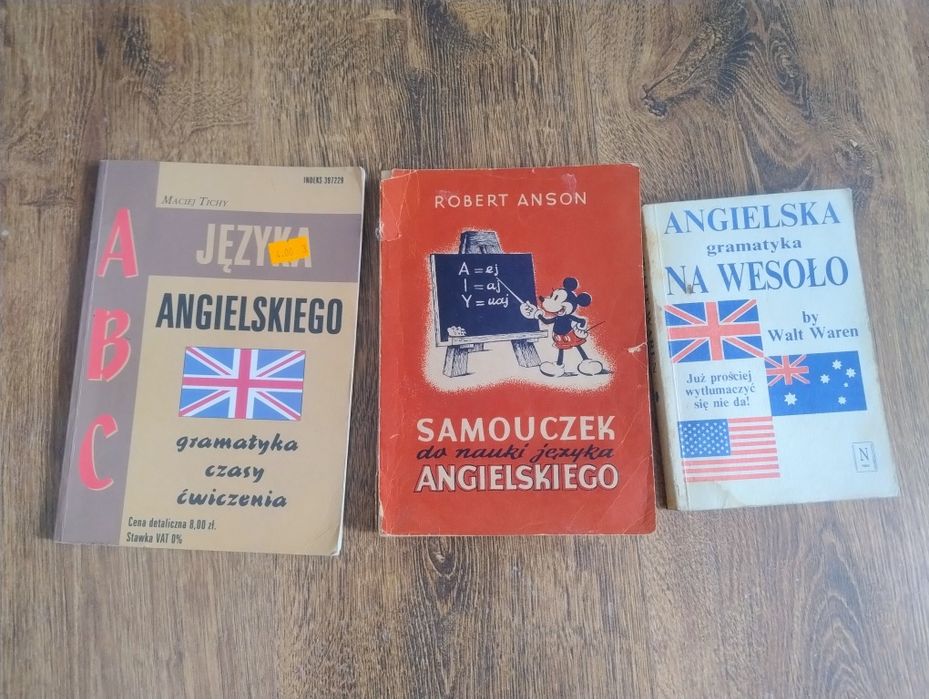 INDEKS 397229
MACIEJ TICHY
A
B
C
JĘZYKA
ANGIELSKIEGO
gramatyka
czasy
ćwiczenia
Cena detaliczna 8,00 zł.
Stawka VAT 0%
ROBERT ANSON
A = ej
I = aj
Y = uaj
SAMOUCZEK
do nauki języka
ANGIELSKIEGO
ANGIELSKA
gramatyka
NA WESOŁO
by
Walt Waren
Już prościej
wytłumaczyć
się nie da!
N